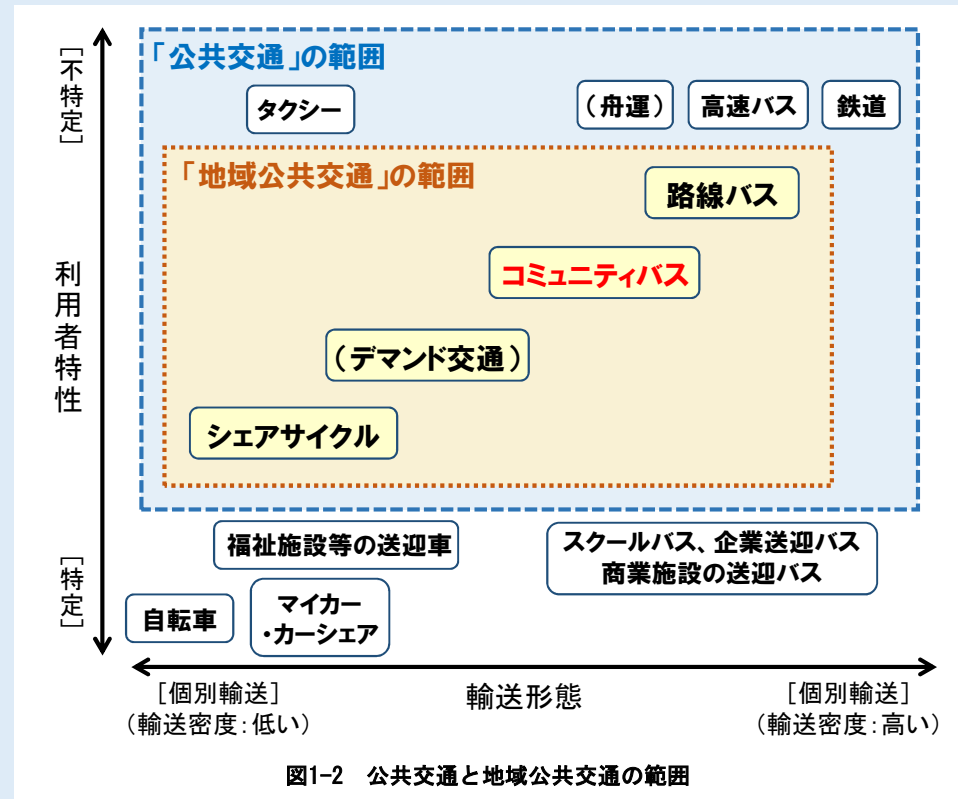 [不特定]
「公共交通」の範囲
タクシー
(舟運)
高速バス
鉄道
「地域公共交通」の範囲
路線バス
コミュニティバス
(デマンド交通)
シェアサイクル
利用者特性
福祉施設等の送迎車
スクールバス、企業送迎バス
商業施設の送迎バス
[特定]
自転車
マイカー
・カーシェア
[個別輸送]
(輸送密度:低い)
輸送形態
[個別輸送]
(輸送密度:高い)
図1-2 公共交通と地域公共交通の範囲